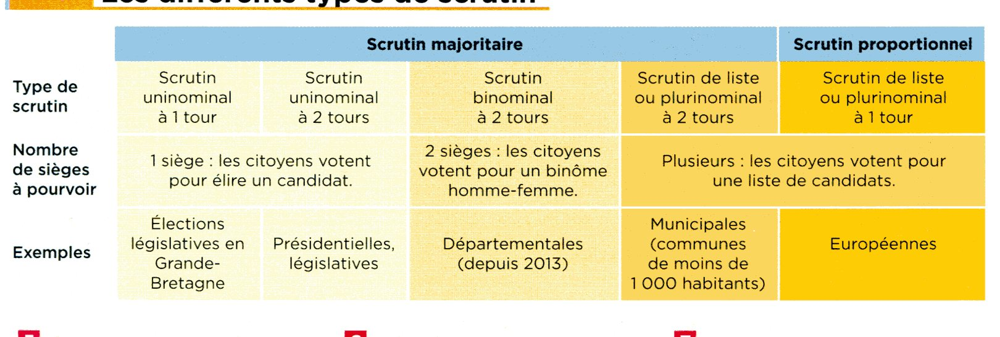 Les différents types de scrutin
Scrutin majoritaire
Scrutin proportionnel
Type de
scrutin
Scrutin
uninominal
à 1 tour
Scrutin
uninominal
à 2 tours
Scrutin
binominal
à 2 tours
Scrutin de liste
ou plurinominal
à 2 tours
Scrutin de liste
ou plurinominal
à 1 tour
Nombre
de sièges
à pourvoir
1 siège : les citoyens votent
pour élire un candidat.
2 sièges : les citoyens
votent pour un binôme
homme-femme.
Plusieurs : les citoyens votent pour
une liste de candidats.
Exemples
Élections
législatives en
Grande-
Bretagne
Présidentielles,
législatives
Départementales
(depuis 2013)
Municipales
(communes
de moins de
1 000 habitants)
Européennes